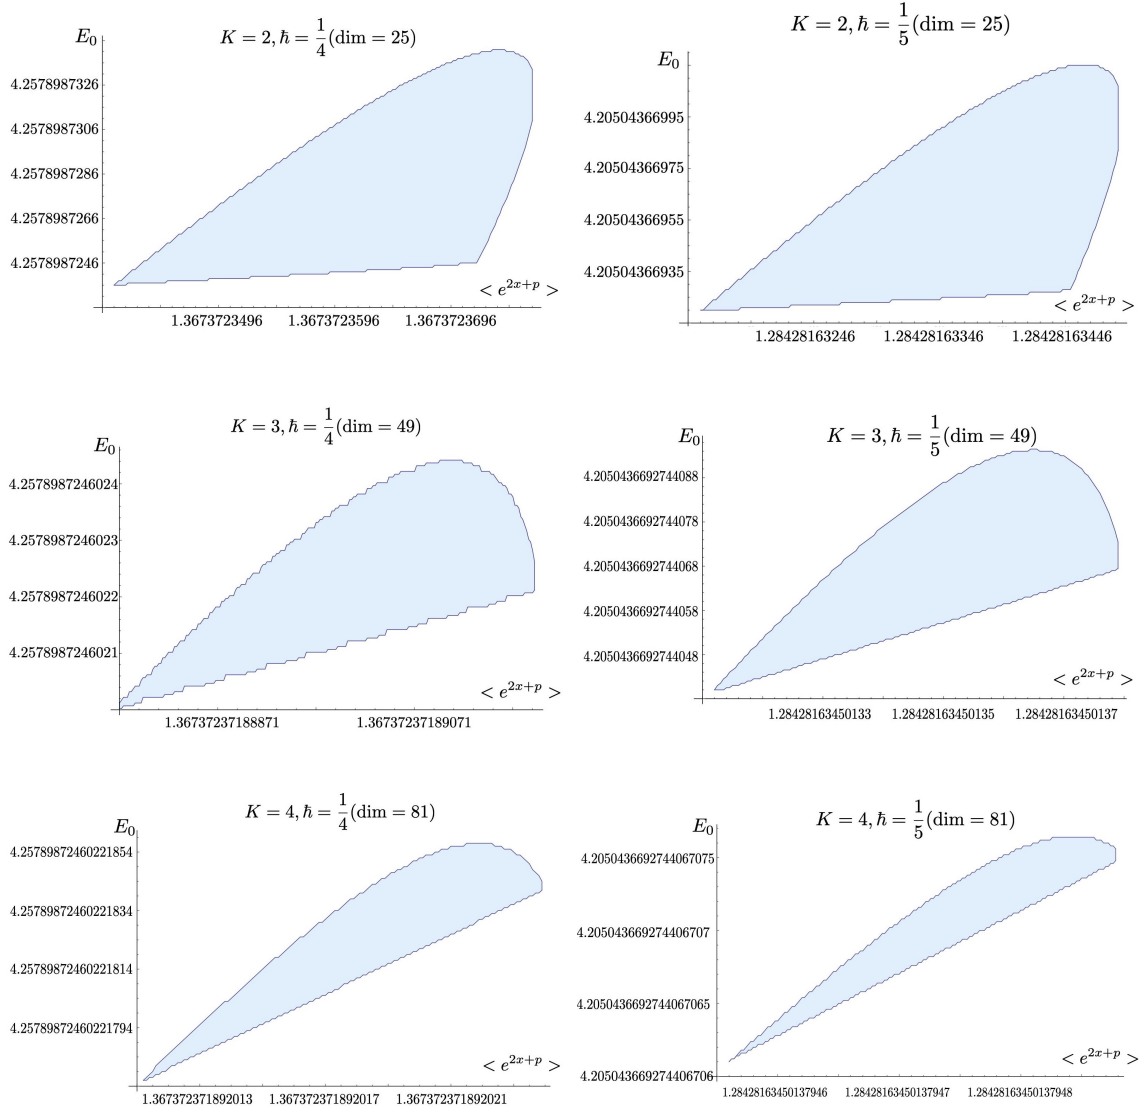 K = 2, ħ = 1/4 (dim = 25)
E₀
4.2578987326
4.2578987306
4.2578987286
4.2578987266
4.2578987246
< e^{2x+p} >
1.3673723496 1.3673723596 1.3673723696
K = 2, ħ = 1/5 (dim = 25)
E₀
4.20504366995
4.20504366975
4.20504366955
4.20504366935
< e^{2x+p} >
1.28428163246 1.28428163346 1.28428163446
K = 3, ħ = 1/4 (dim = 49)
E₀
4.2578987246024
4.2578987246023
4.2578987246022
4.2578987246021
< e^{2x+p} >
1.36737237188871 1.36737237189071
K = 3, ħ = 1/5 (dim = 49)
E₀
4.2050436692744088
4.2050436692744078
4.2050436692744068
4.2050436692744058
4.2050436692744048
< e^{2x+p} >
1.28428163450133 1.28428163450135 1.28428163450137
K = 4, ħ = 1/4 (dim = 81)
E₀
4.25789872460221854
4.25789872460221834
4.25789872460221814
4.25789872460221794
< e^{2x+p} >
1.3673723718920​13 1.3673723718920​17 1.3673723718920​21
K = 4, ħ = 1/5 (dim = 81)
E₀
4.2050436692744067075
4.205043669274406707
4.2050436692744067065
4.205043669274406706
< e^{2x+p} >
1.28428163450137946 1.28428163450137947 1.28428163450137948